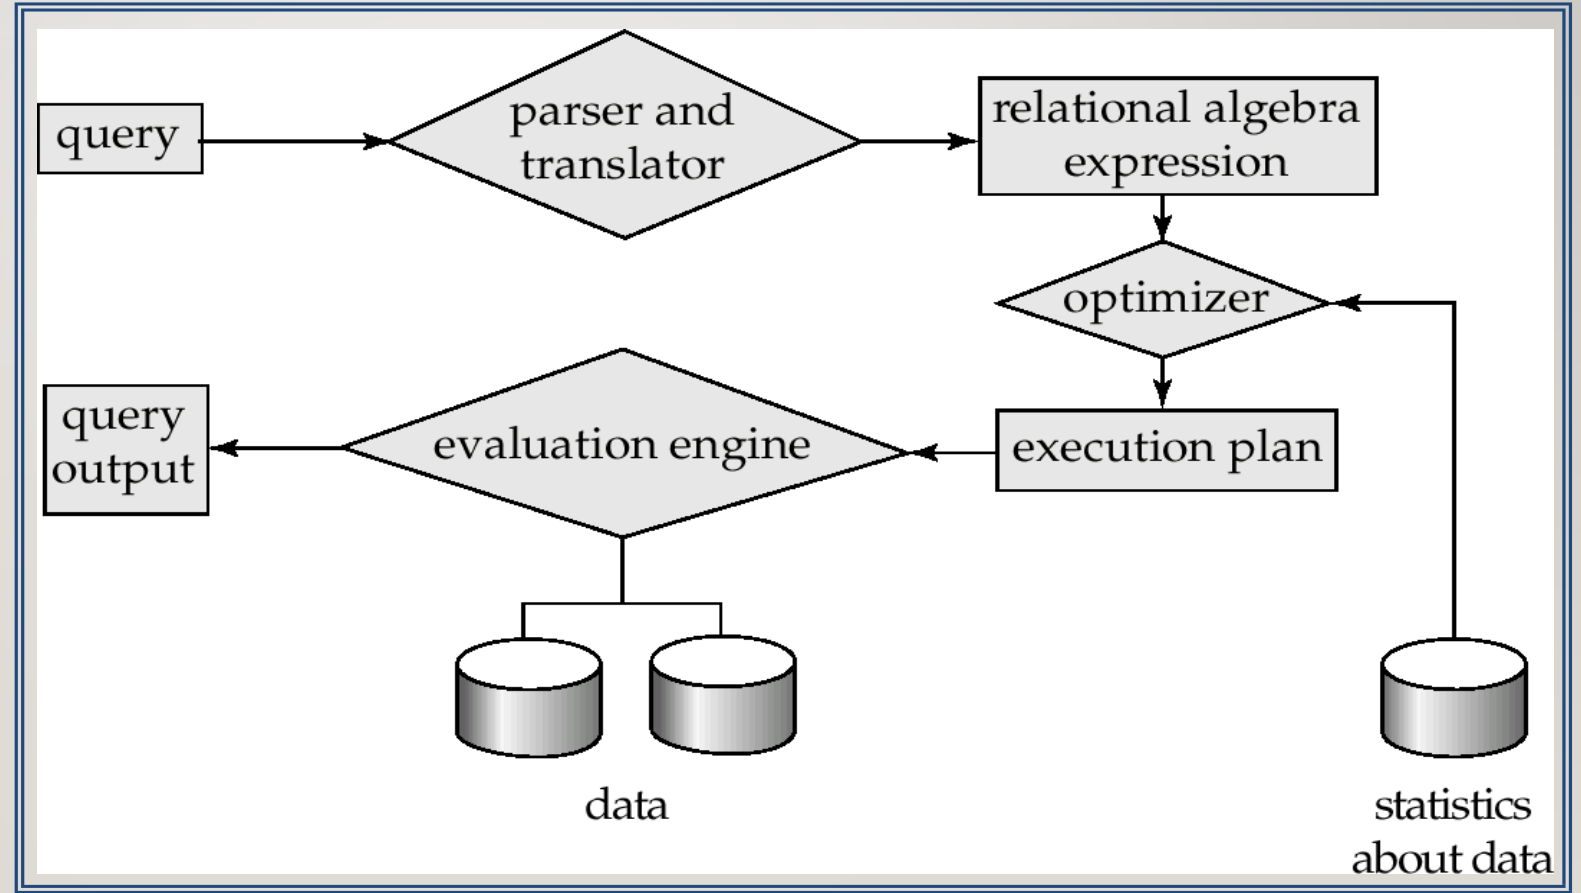 query
parser and
translator
relational algebra
expression
optimizer
query
output
evaluation engine
execution plan
data
statistics
about data